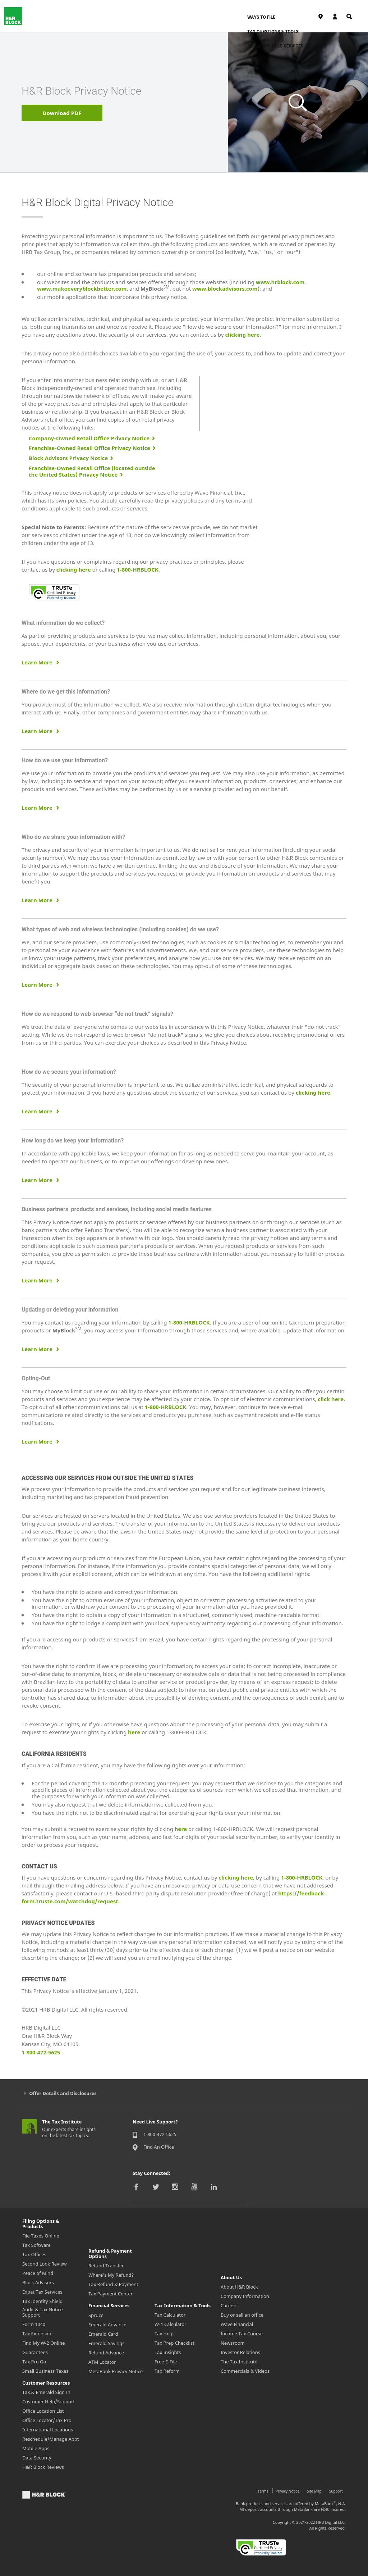 H&R BLOCK
WAYS TO FILE
TAX QUESTIONS & TOOLS
H&R Block Privacy Notice
Download PDF
H&R Block Digital Privacy Notice
Protecting your personal information is important to us. The following guidelines set forth our general privacy practices and
principles that apply to information we collect through the following products and services, which are owned or operated by
HRB Tax Group, Inc., or companies related by common ownership or control (collectively, "we," "us," or "our"):
our online and software tax preparation products and services;
our websites and the products and services offered through those websites (including www.hrblock.com,
www.makeeveryblockbetter.com, and MyBlockSM, but not www.blockadvisors.com); and
our mobile applications that incorporate this privacy notice.
We utilize administrative, technical, and physical safeguards to protect your information. We protect information submitted to
us, both during transmission and once we receive it. Please see "How do we secure your information?" for more information. If
you have any questions about the security of our services, you can contact us by clicking here.
This privacy notice also details choices available to you regarding the use of, your access to, and how to update and correct your
personal information.
If you enter into another business relationship with us, or an H&R
Block independently-owned and operated franchise, including
through our nationwide network of offices, we will make you aware
of the privacy practices and principles that apply to that particular
business or relationship. If you transact in an H&R Block or Block
Advisors retail office, you can find copies of our retail privacy
notices at the following links:
Company-Owned Retail Office Privacy Notice
Franchise-Owned Retail Office Privacy Notice
Block Advisors Privacy Notice
Franchise-Owned Retail Office (located outside
the United States) Privacy Notice
This privacy notice does not apply to products or services offered by Wave Financial, Inc.,
which has its own policies. You should carefully read the privacy policies and any terms and
conditions applicable to such products or services.
Special Note to Parents: Because of the nature of the services we provide, we do not market
our services to children under the age of 13, nor do we knowingly collect information from
children under the age of 13.
If you have questions or complaints regarding our privacy practices or principles, please
contact us by clicking here or calling 1-800-HRBLOCK.
TRUSTe
Certified Privacy
Powered by TrustArc
What information do we collect?
As part of providing products and services to you, we may collect information, including personal information, about you, your
spouse, your dependents, or your business when you use our services.
Learn More
Where do we get this information?
You provide most of the information we collect. We also receive information through certain digital technologies when you
interact with us. Finally, other companies and government entities may share information with us.
Learn More
How do we use your information?
We use your information to provide you the products and services you request. We may also use your information, as permitted
by law, including: to service and report on your account; offer you relevant information, products, or services; and enhance our
products and services. These activities may be performed by us or a service provider acting on our behalf.
Learn More
Who do we share your information with?
The privacy and security of your information is important to us. We do not sell or rent your information (including your social
security number). We may disclose your information as permitted by law or with your consent to other H&R Block companies or
to third parties with whom we have entered a written contract limiting the use and disclosure of your information. We may share your
information to support the products and services you request or provide you information on products and services that may
benefit you.
Learn More
What types of web and wireless technologies (including cookies) do we use?
We, and our service providers, use commonly-used technologies, such as cookies or similar technologies, to remember you and
to personalize your experience with features and advertisements. We, and our service providers, use these technologies to help
us know your usage patterns, track your preferences, and analyze how you use our services. We may receive reports on an
individual or aggregate basis based on these technologies. You may opt-out of some of these technologies.
Learn More
How do we respond to web browser "do not track" signals?
We treat the data of everyone who comes to our websites in accordance with this Privacy Notice, whatever their "do not track"
setting. While we do not respond to web browser "do not track" signals, we give you choices about receiving promotional offers
from us or third-parties. You can exercise your choices as described in this Privacy Notice.
How do we secure your information?
The security of your personal information is important to us. We utilize administrative, technical, and physical safeguards to
protect your information. If you have any questions about the security of our services, you can contact us by clicking here.
Learn More
How long do we keep your information?
In accordance with applicable laws, we keep your information for as long as needed to serve you, maintain your account, as
needed to operate our business, or to improve our offerings or develop new ones.
Learn More
Business partners' products and services, including social media features
This Privacy Notice does not apply to products or services offered by our business partners on or through our services (such as
bank partners who offer Refund Transfers). You will be aware that you are interacting with a business partner because it will be
disclosed to you or there will be an association with our logo. You should carefully read the privacy notices and any terms and
conditions applicable to such business partner's products or services. When you request products or services from such
companies, you give us permission to provide these business partners with information about you necessary to fulfill or process
your request.
Learn More
Updating or deleting your information
You may contact us regarding your information by calling 1-800-HRBLOCK. If you are a user of our online tax return preparation
products or MyBlockSM, you may access your information through those services and, where available, update that information.
Learn More
Opting-Out
You may choose to limit our use or our ability to share your information in certain circumstances. Our ability to offer you certain
products and services and your experience may be affected by your choice. To opt out of electronic communications, click here.
To opt out of all other communications call us at 1-800-HRBLOCK. You may, however, continue to receive e-mail
communications related directly to the services and products you purchase, such as payment receipts and e-file status
notifications.
Learn More
ACCESSING OUR SERVICES FROM OUTSIDE THE UNITED STATES
We process your information to provide the products and services you request and for our legitimate business interests,
including marketing and tax preparation fraud prevention.
Our services are hosted on servers located in the United States. We also use service providers located in the United States to
bring you our products and services. The transfer of your information to the United States may be necessary to deliver our
services. Please be aware that the laws in the United States may not provide the same level of protection to your personal
information as your home country.
If you are accessing our products or services from the European Union, you have certain rights regarding the processing of your
personal information. For instance, if the information you provide contains special categories of personal data, we will only
process it with your explicit consent, which can be withdrawn at any time. You have the following additional rights:
You have the right to access and correct your information.
You have the right to obtain erasure of your information, object to or restrict processing activities related to your
information, or withdraw your consent to the processing of your information after you have provided it.
You have the right to obtain a copy of your information in a structured, commonly used, machine readable format.
You have the right to lodge a complaint with your local supervisory authority regarding our processing of your information.
If you are accessing our products or services from Brazil, you have certain rights regarding the processing of your personal
information.
You have the right to confirm if we are processing your information; to access your data; to correct incomplete, inaccurate or
out-of-date data; to anonymize, block, or delete unnecessary or excessive data or data that is not being processed in compliance
with Brazilian law; to the portability of data to another service or product provider, by means of an express request; to delete
personal data processed with the consent of the data subject; to information about public and private entities with which the
controller has shared data; to information about the possibility of denying consent and the consequences of such denial; and to
revoke consent.
To exercise your rights, or if you otherwise have questions about the processing of your personal data, you may submit a
request to exercise your rights by clicking here or calling 1-800-HRBLOCK.
CALIFORNIA RESIDENTS
If you are a California resident, you may have the following rights over your information:
For the period covering the 12 months preceding your request, you may request that we disclose to you the categories and
specific pieces of information collected about you, the categories of sources from which we collected that information, and
the purposes for which your information was collected.
You may also request that we delete information we collected from you.
You have the right not to be discriminated against for exercising your rights over your information.
You may submit a request to exercise your rights by clicking here or calling 1-800-HRBLOCK. We will request personal
information from you, such as your name, address, and last four digits of your social security number, to verify your identity in
order to process your request.
CONTACT US
If you have questions or concerns regarding this Privacy Notice, contact us by clicking here, by calling 1-800-HRBLOCK, or by
mail through the mailing address below. If you have an unresolved privacy or data use concern that we have not addressed
satisfactorily, please contact our U.S.-based third party dispute resolution provider (free of charge) at https://feedback-
form.truste.com/watchdog/request.
PRIVACY NOTICE UPDATES
We may update this Privacy Notice to reflect changes to our information practices. If we make a material change to this Privacy
Notice, including a material change in the way we use any personal information collected, we will notify you by using one of the
following methods at least thirty (30) days prior to the effective date of such change: (1) we will post a notice on our website
describing the change; or (2) we will send you an email notifying you of the change.
EFFECTIVE DATE
This Privacy Notice is effective January 1, 2021.
©2021 HRB Digital LLC. All rights reserved.
HRB Digital LLC
One H&R Block Way
Kansas City, MO 64105
1-800-472-5625
Offer Details and Disclosures
The Tax Institute
Our experts share insights
on the latest tax topics.
Need Live Support?
1-800-472-5625
Find An Office
Stay Connected:
Filing Options &
Products
File Taxes Online
Tax Software
Tax Offices
Second Look Review
Peace of Mind
Block Advisors
Expat Tax Services
Tax Identity Shield
Audit & Tax Notice
Support
Form 1040
Tax Extension
Find My W-2 Online
Guarantees
Tax Pro Go
Small Business Taxes
Customer Resources
Tax & Emerald Sign In
Customer Help/Support
Office Location List
Office Locator/Tax Pro
International Locations
Reschedule/Manage Appt
Mobile Apps
Data Security
H&R Block Reviews
Refund & Payment
Options
Refund Transfer
Where's My Refund?
Tax Refund & Payment
Tax Payment Center
Financial Services
Spruce
Emerald Advance
Emerald Card
Emerald Savings
Refund Advance
ATM Locator
MetaBank Privacy Notice
Tax Information & Tools
Tax Calculator
W-4 Calculator
Tax Help
Tax Prep Checklist
Tax Insights
Free E-File
Tax Reform
About Us
About H&R Block
Company Information
Careers
Buy or sell an office
Wave Financial
Income Tax Course
Newsroom
Investor Relations
The Tax Institute
Commercials & Videos
H&R BLOCK
Terms | Privacy Notice | Site Map | Support
Bank products and services are offered by MetaBank®, N.A.
All deposit accounts through MetaBank are FDIC insured.
Copyright © 2021-2022 HRB Digital LLC.
All Rights Reserved.
TRUSTe
Certified Privacy
Powered by TrustArc